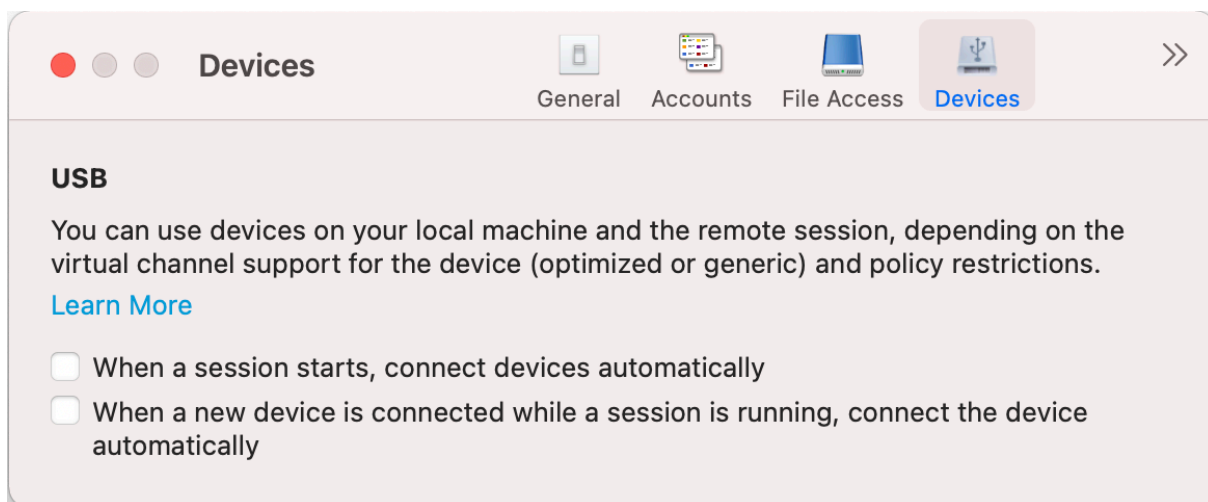 Devices
General
Accounts
File Access
Devices
USB
You can use devices on your local machine and the remote session, depending on the
virtual channel support for the device (optimized or generic) and policy restrictions.
Learn More
When a session starts, connect devices automatically
When a new device is connected while a session is running, connect the device
automatically